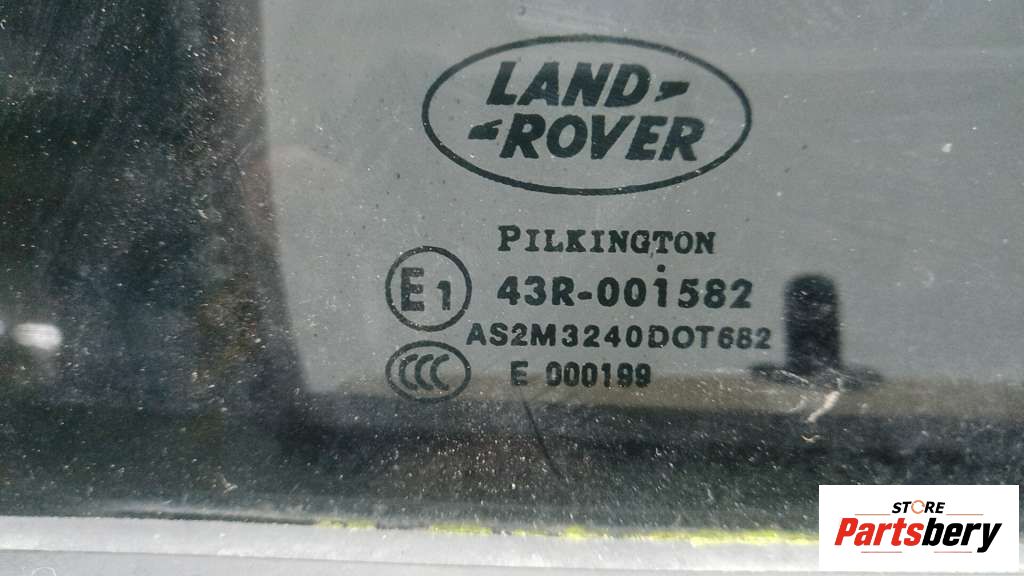 LAND
ROVER
PILKINGTON
E1 43R-001582
AS2M3240DOT682
CCC E 000199
STORE
Partsbery